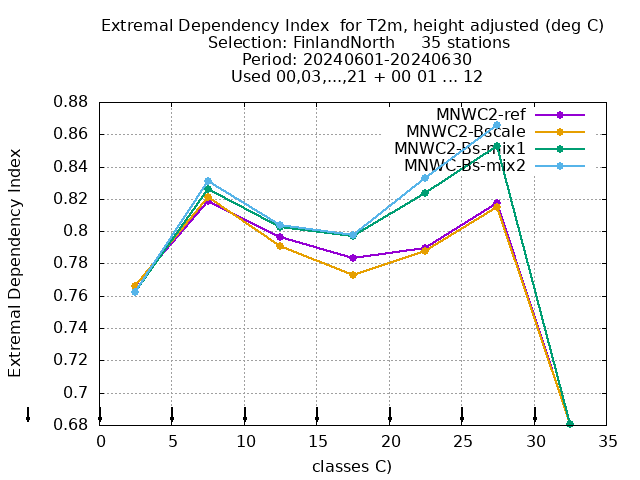 Extremal Dependency Index  for T2m, height adjusted (deg C)
Selection: FinlandNorth     35 stations
Period: 20240601-20240630
Used 00,03,...,21 + 00 01 ... 12
MNWC2-ref
MNWC2-Bscale
MNWC2-Bs-mix1
MNWC-Bs-mix2
Extremal Dependency Index
0.88
0.86
0.84
0.82
0.8
0.78
0.76
0.74
0.72
0.7
0.68
0 5 10 15 20 25 30 35
classes C)